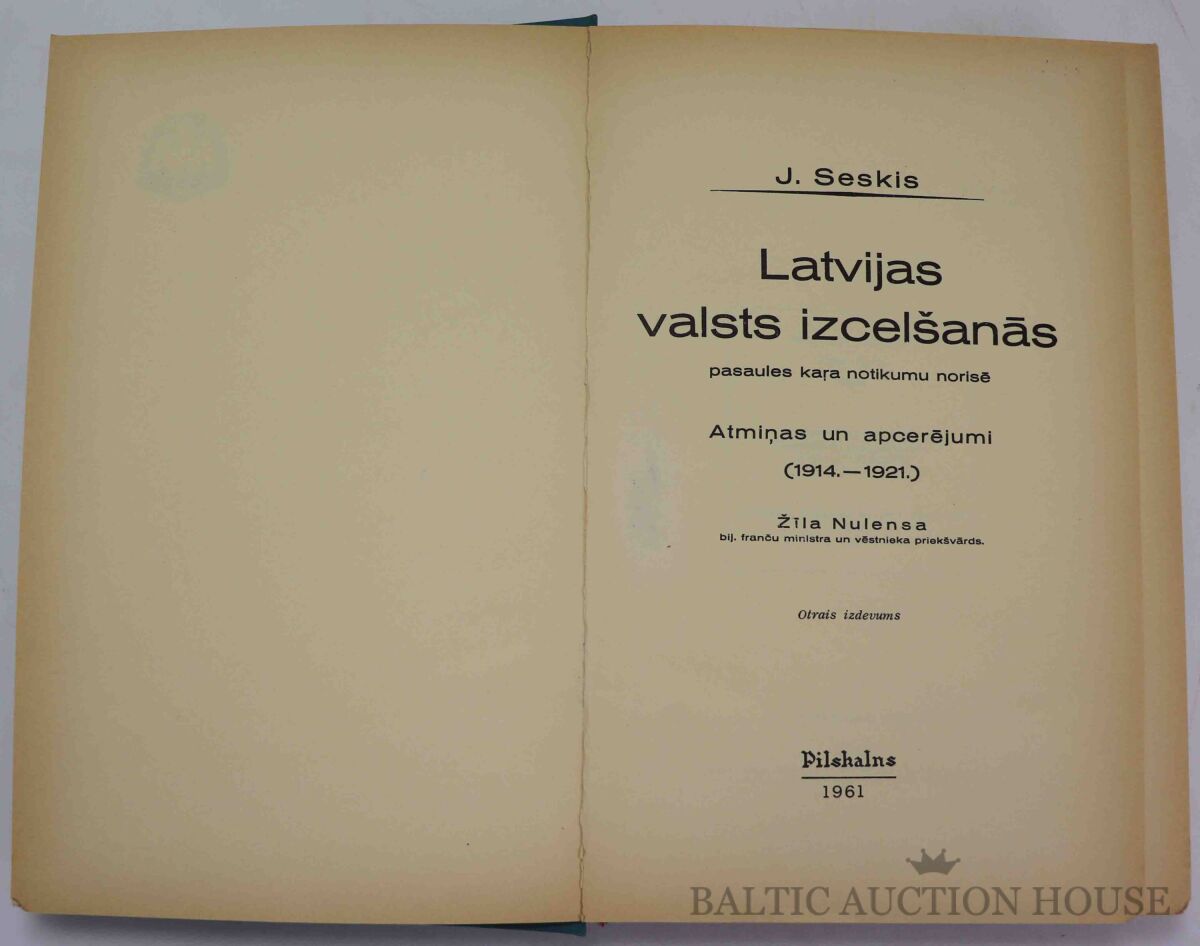 J. Seskis
Latvijas
valsts izcelšanās
pasaules kaŗa notikumu norisē
Atmiņas un apcerējumi
(1914.—1921.)
Žīla Nulensa
bij. franču ministra un vēstnieka priekšvārds.
Otrais izdevums
Pilskalns
1961
BALTIC AUCTION HOUSE